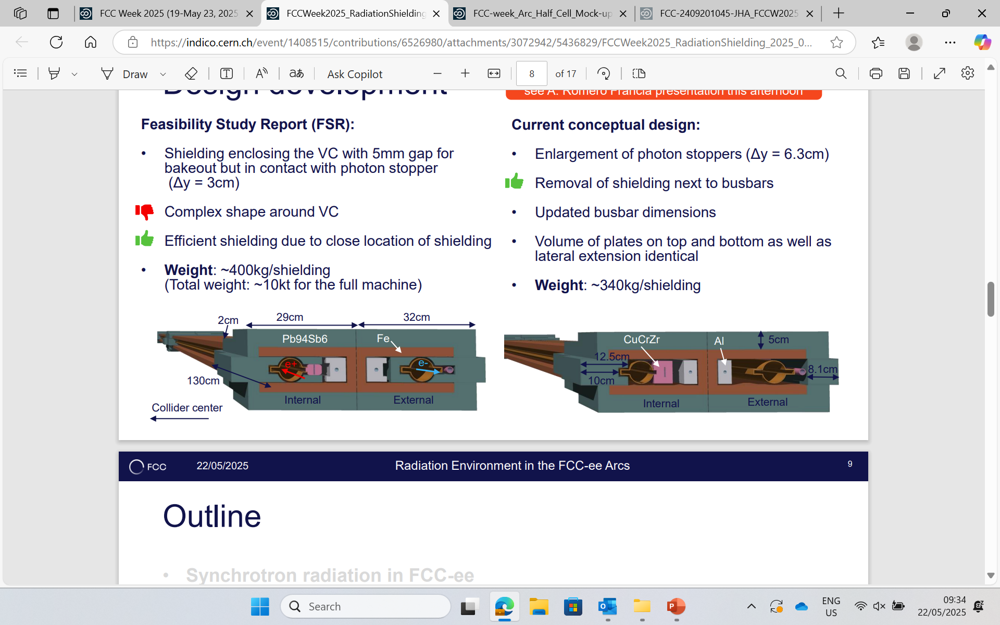 FCC Week 2025 (19-May 23, 2025
FCCWeek2025_RadiationShielding
FCC-week_Arc_Half_Cell_Mock-up
FCC-2409201045-JHA_FCCW2025
https://indico.cern.ch/event/1408515/contributions/6526980/attachments/3072942/5436829/FCCWeek2025_RadiationShielding_2025_0...
Draw
Ask Copilot
8
of 17
Design development
see A. Romero Francia presentation this afternoon
Feasibility Study Report (FSR):
• Shielding enclosing the VC with 5mm gap for
bakeout but in contact with photon stopper
(Δy = 3cm)
Complex shape around VC
Efficient shielding due to close location of shielding
• Weight: ~400kg/shielding
(Total weight: ~10kt for the full machine)
2cm
29cm
32cm
Pb94Sb6
Fe
e+
e-
130cm
Internal
External
Collider center
Current conceptual design:
• Enlargement of photon stoppers (Δy = 6.3cm)
Removal of shielding next to busbars
• Updated busbar dimensions
• Volume of plates on top and bottom as well as
lateral extension identical
• Weight: ~340kg/shielding
CuCrZr
Al
5cm
12.5cm
10cm
8.1cm
Internal
External
FCC
22/05/2025
Radiation Environment in the FCC-ee Arcs
9
Outline
• Synchrotron radiation in FCC-ee
Search
ENG
US
09:34
22/05/2025